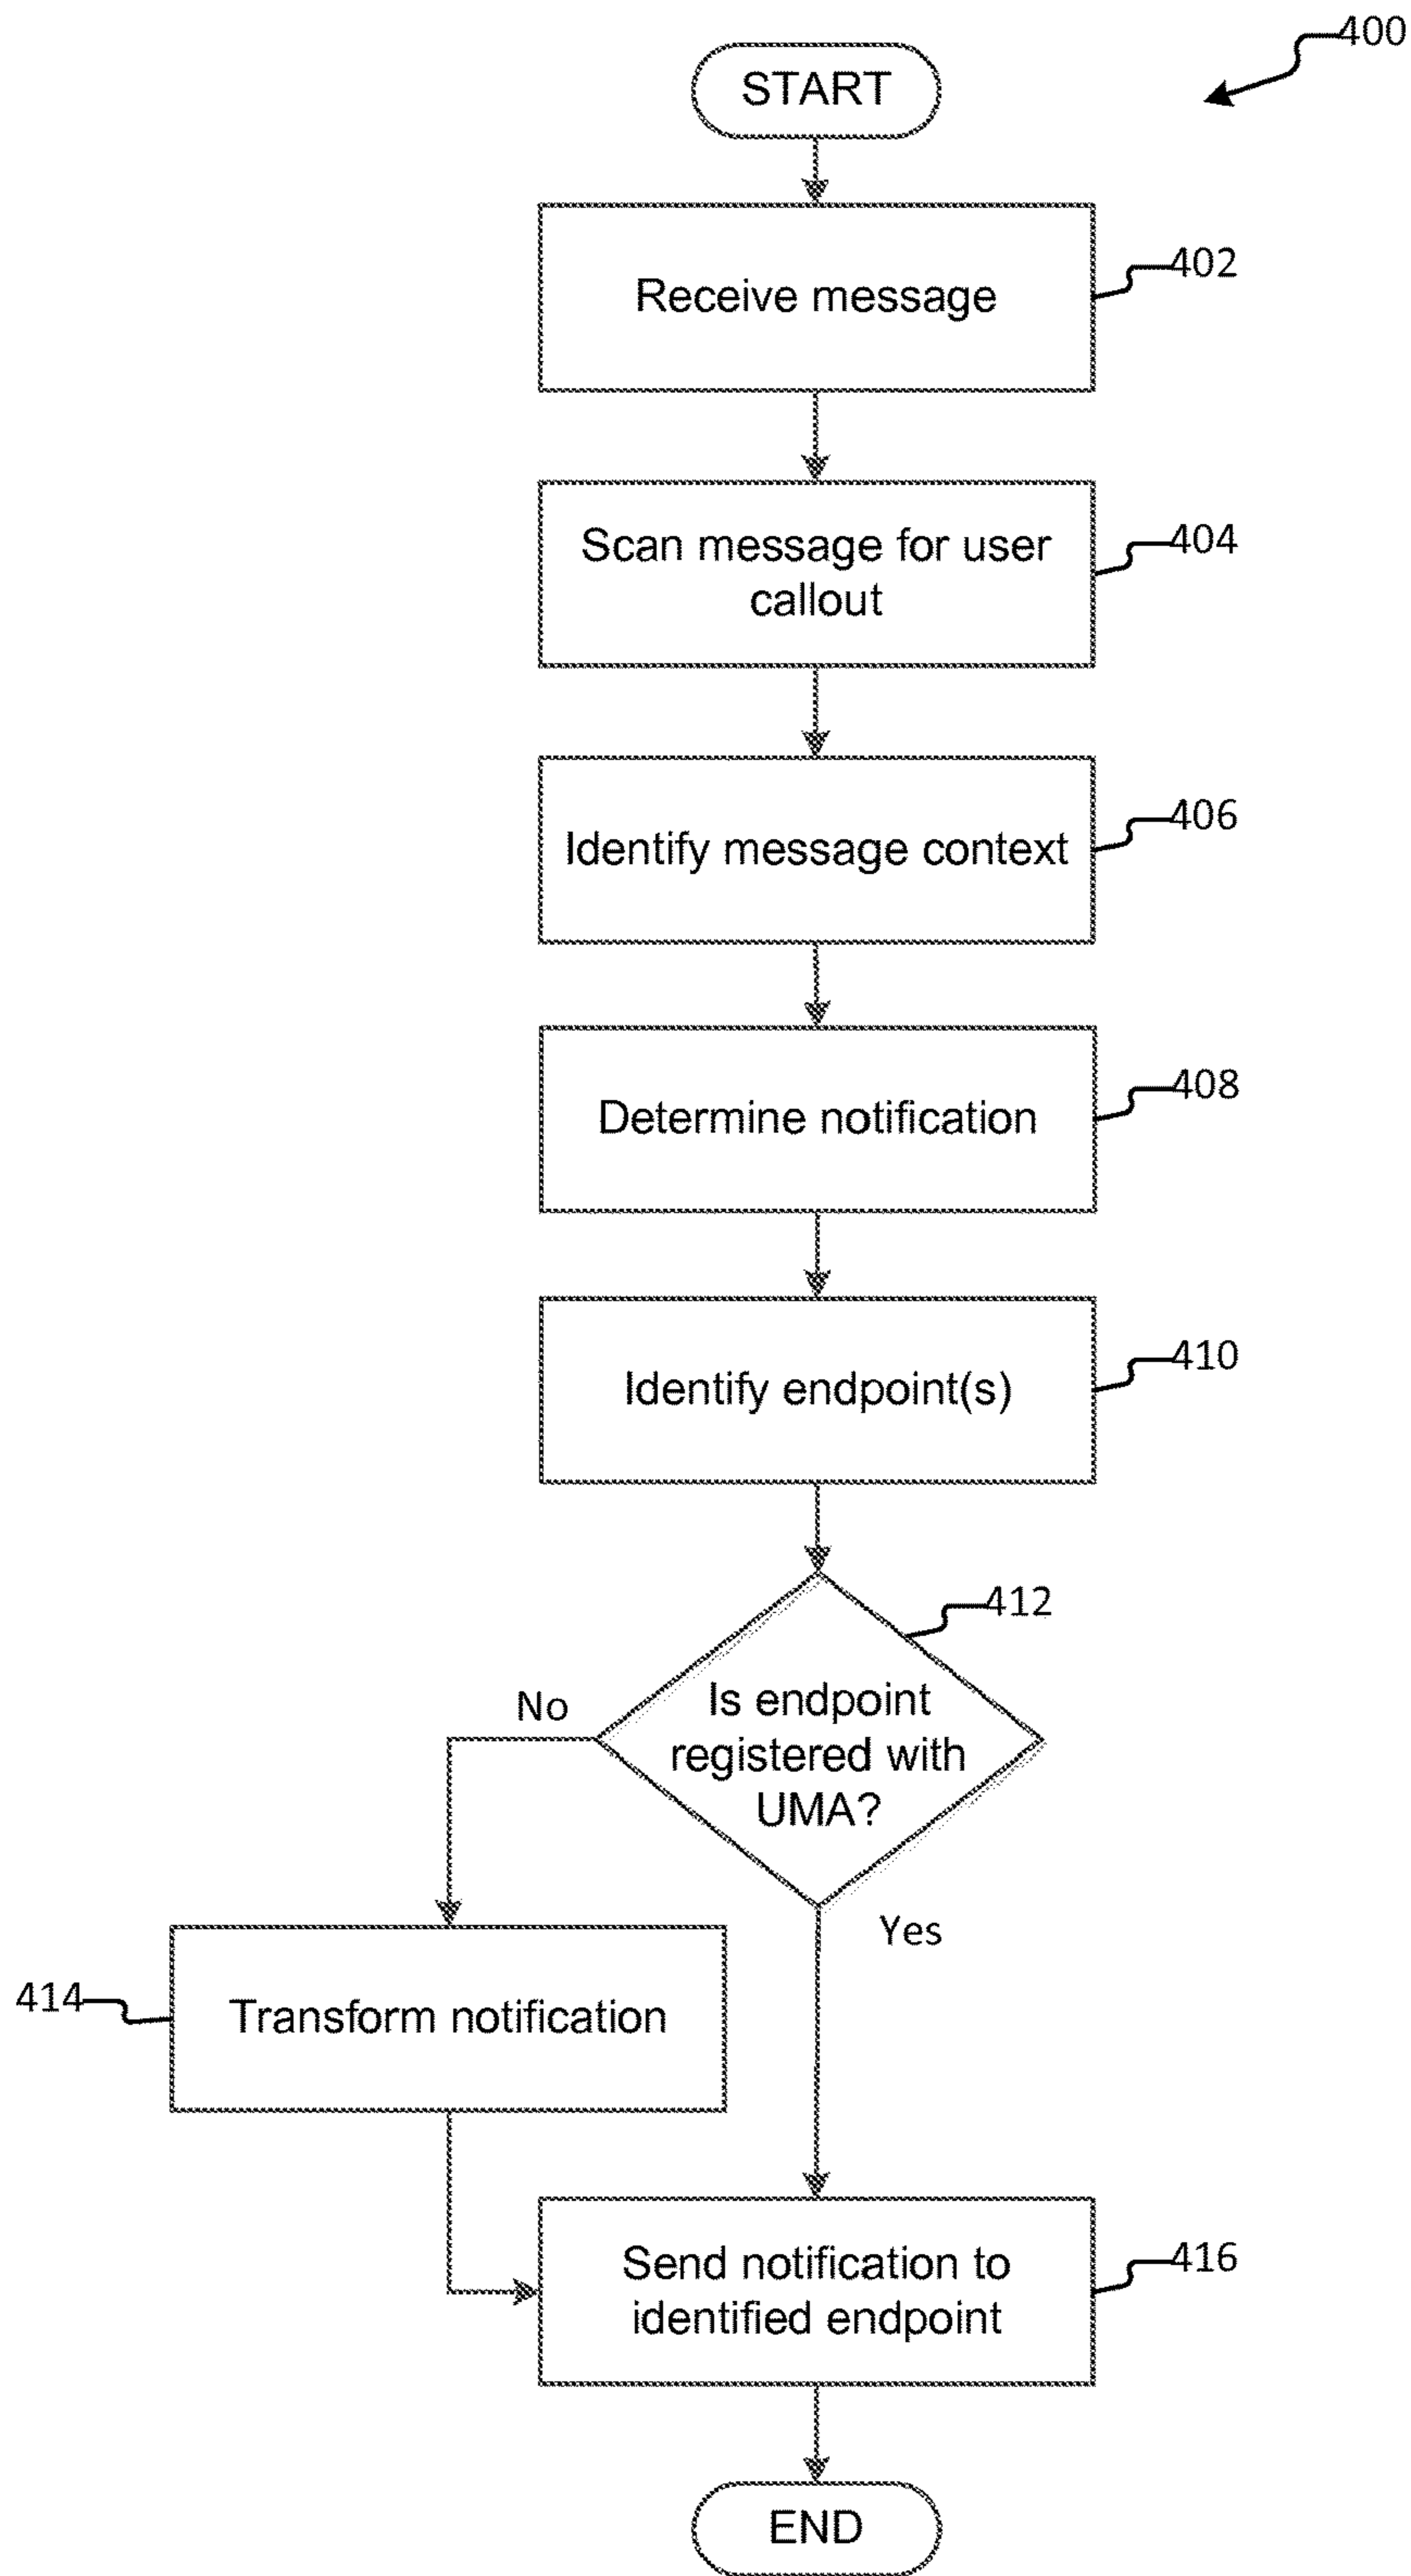 400
START
Receive message
402
Scan message for user
callout
404
Identify message context
406
Determine notification
408
Identify endpoint(s)
410
412
Is endpoint
registered with
UMA?
No
Yes
414
Transform notification
Send notification to
identified endpoint
416
END